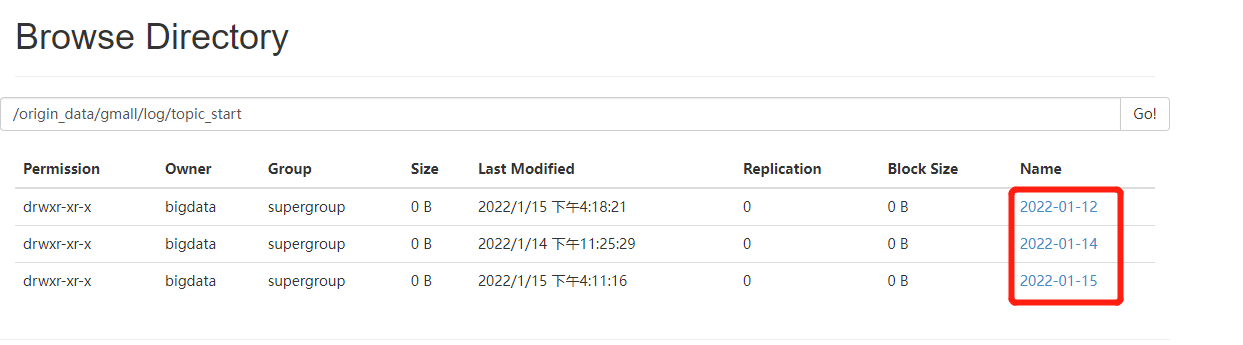 Browse Directory
/origin_data/gmall/log/topic_start Go!
Permission Owner Group Size Last Modified Replication Block Size Name
drwxr-xr-x bigdata supergroup 0 B 2022/1/15 下午4:18:21 0 0 B 2022-01-12
drwxr-xr-x bigdata supergroup 0 B 2022/1/14 下午11:25:29 0 0 B 2022-01-14
drwxr-xr-x bigdata supergroup 0 B 2022/1/15 下午4:11:16 0 0 B 2022-01-15